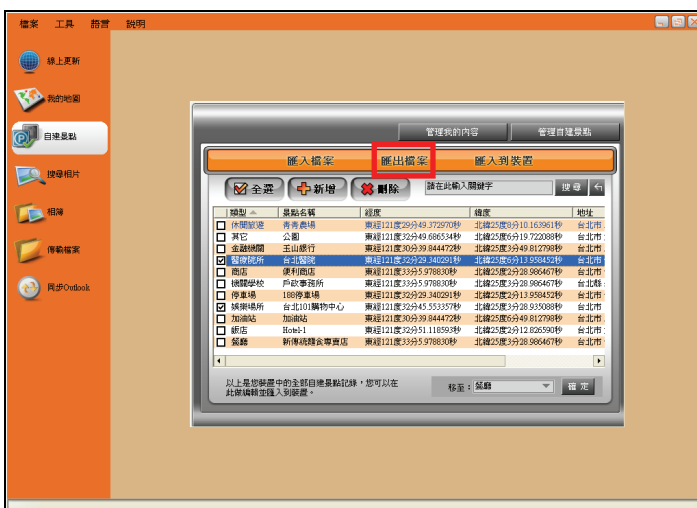 檔案 工具 語言 說明
線上更新
我的地圖
自建景點
搜尋相片
相簿
傳輸檔案
同步Outlook
管理我的內容 管理自建景點
匯入檔案 匯出檔案 匯入到裝置
全選 新增 刪除 請在此輸入關鍵字 搜尋
類型 景點名稱 經度 緯度 地址
休閒旅遊 青青農場 東經121度29分49.372970秒 北緯25度8分10.163961秒 台北市
其它 公園 東經121度32分49.686534秒 北緯25度6分19.722088秒 台北市
金融機關 玉山銀行 東經121度30分39.844472秒 北緯25度3分49.812798秒 台北市
醫療院所 台北醫院 東經121度32分29.340291秒 北緯25度6分13.958452秒 台北市
商店 便利商店 東經121度33分5.978830秒 北緯25度2分28.986467秒 台北市
機關學校 戶政事務所 東經121度33分5.978830秒 北緯25度3分28.986467秒 台北縣
停車場 188停車場 東經121度32分29.340291秒 北緯25度2分13.958452秒 台北市
娛樂場所 台北101購物中心 東經121度32分45.553357秒 北緯25度3分28.935088秒 台北市
加油站 加油站 東經121度30分39.844472秒 北緯25度6分49.812798秒 台北市
飯店 Hotel-1 東經121度32分51.118593秒 北緯25度2分12.826590秒 台北市
餐廳 新傳統麵食專賣店 東經121度33分5.978830秒 北緯25度3分28.986467秒 台北市
以上是您裝置中的全部自建景點記錄，您可以在
此做編輯並匯入到裝置。
移至： 餐廳 確定